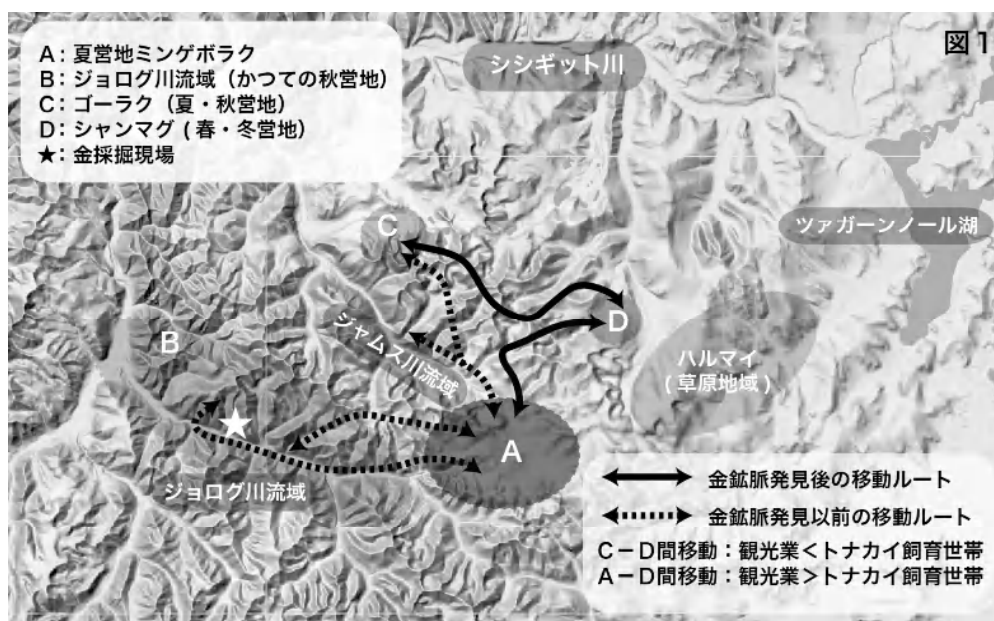 図1
A：夏営地ミンゲボラク
B：ジョログ川流域（かつての秋営地）
C：ゴーラク（夏・秋営地）
D：シャンマグ（春・冬営地）
★：金採掘現場
シシギット川
ツァガーンノール湖
C
D
B
ジャムス川流域
ハルマイ
（草原地域）
A
ジョログ川流域
金鉱脈発見後の移動ルート
金鉱脈発見以前の移動ルート
C－D間移動：観光業＜トナカイ飼育世帯
A－D間移動：観光業＞トナカイ飼育世帯